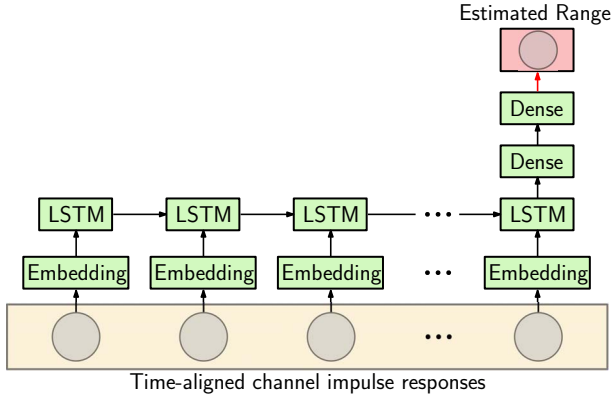 Estimated Range
Dense
Dense
LSTM LSTM LSTM ... LSTM
Embedding Embedding Embedding ... Embedding
...
Time-aligned channel impulse responses